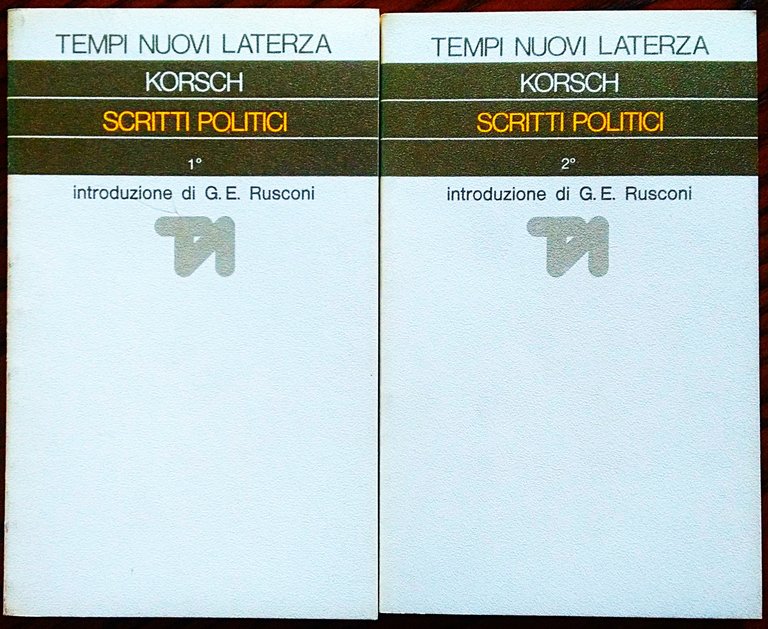 TEMPI NUOVI LATERZA
KORSCH
SCRITTI POLITICI
1°
introduzione di G. E. Rusconi
TEMPI NUOVI LATERZA
KORSCH
SCRITTI POLITICI
2°
introduzione di G. E. Rusconi